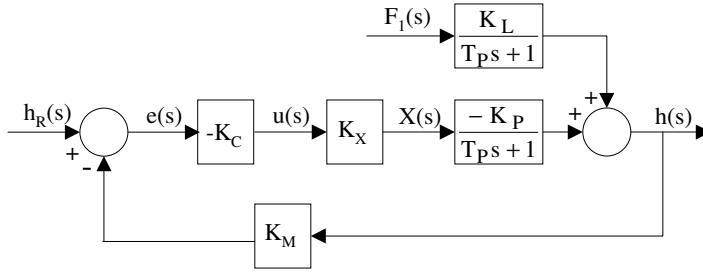 F₁(s)
K_L
T_P s + 1
h_R(s)
e(s)
-K_C
u(s)
K_X
X(s)
− K_P
T_P s + 1
+
+
h(s)
+
-
K_M